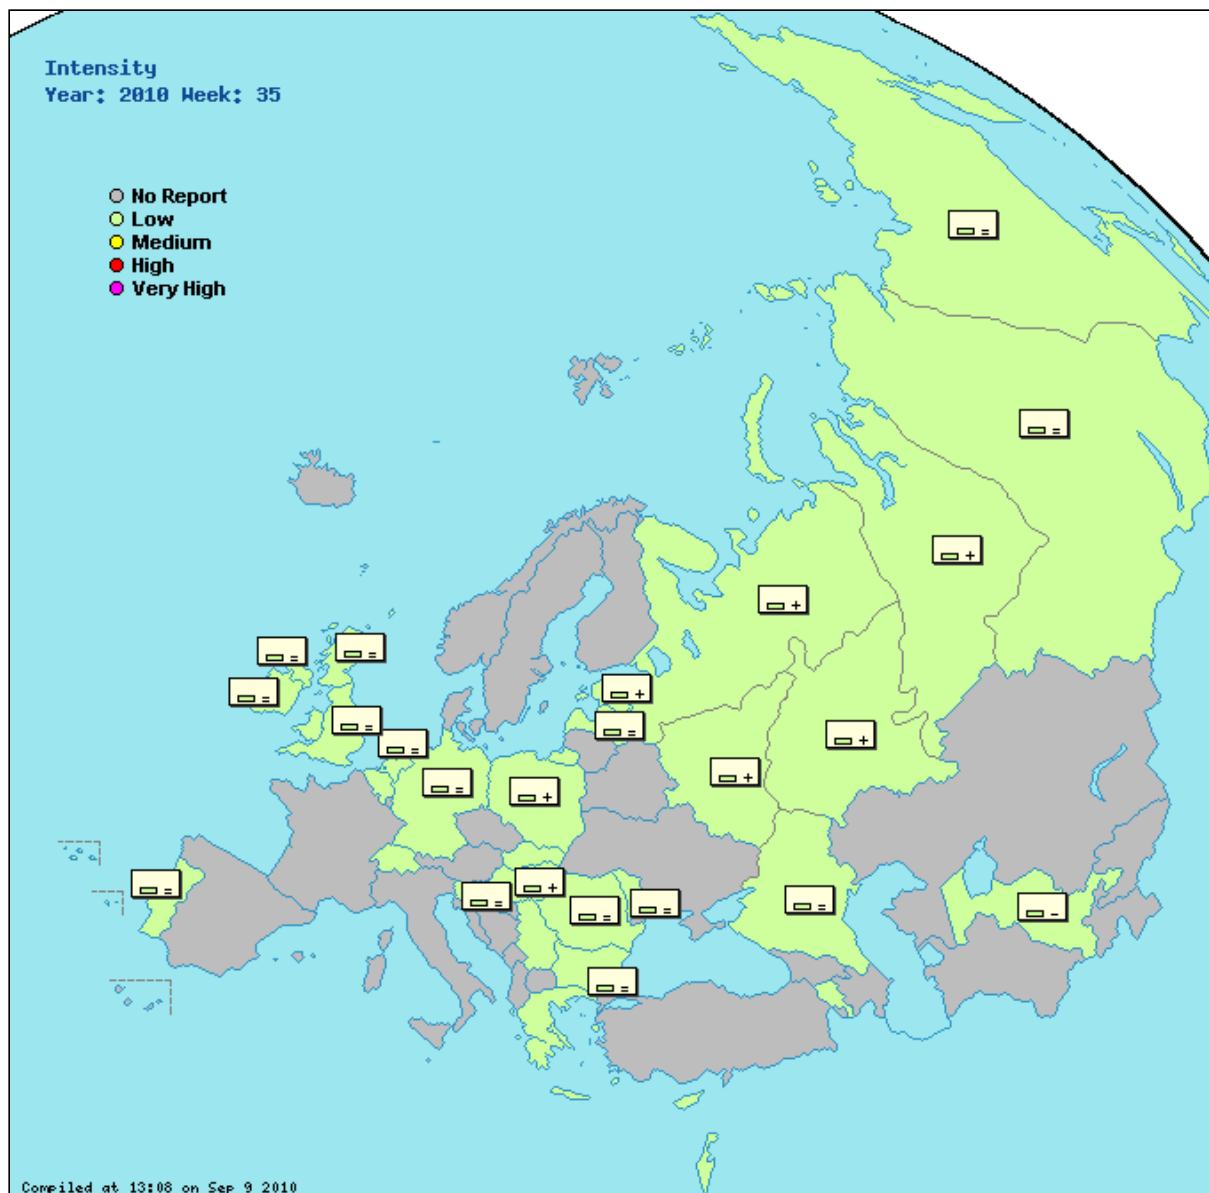 Intensity
Year: 2010 Week: 35
No Report
Low
Medium
High
Very High
=
=
+
+
=
=
=
+
=
=
=
+
=
+
+
=
+
=
=
=
=
-
=
Compiled at 13:08 on Sep 9 2010